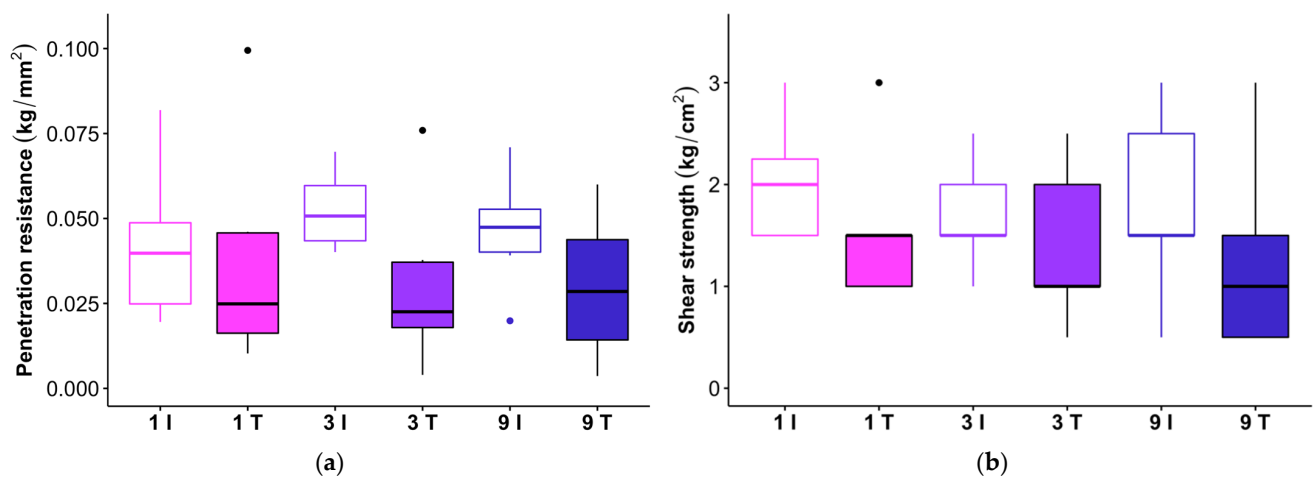 Penetration resistance (kg/mm²)
0.100
0.075
0.050
0.025
0.000
1 I 1 T 3 I 3 T 9 I 9 T
(a)
Shear strength (kg/cm²)
3
2
1
0
1 I 1 T 3 I 3 T 9 I 9 T
(b)